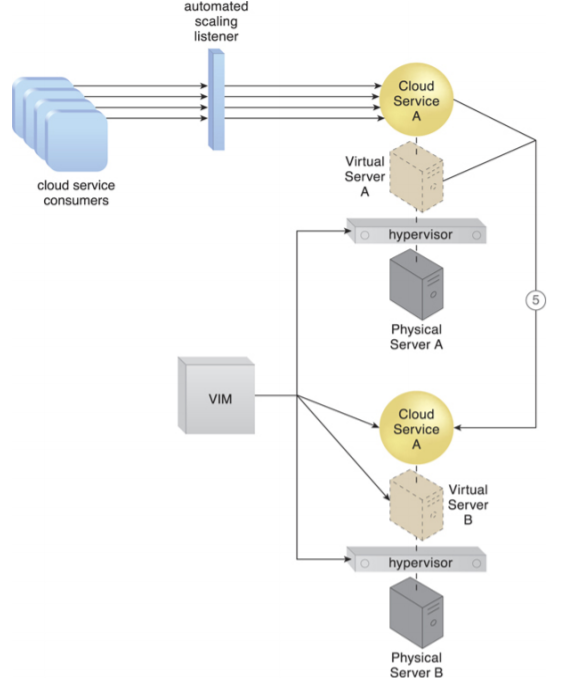 automated
scaling
listener
Cloud
Service
A
Virtual
Server
A
cloud service
consumers
hypervisor
5
Physical
Server A
VIM
Cloud
Service
A
Virtual
Server
B
hypervisor
Physical
Server B